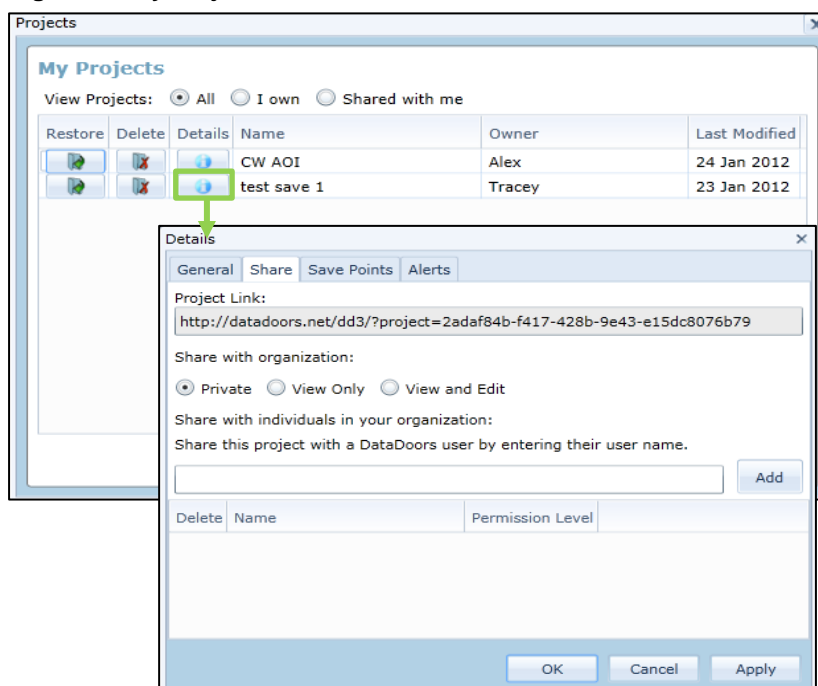 Projects
My Projects
View Projects: All I own Shared with me
Restore Delete Details Name Owner Last Modified
CW AOI Alex 24 Jan 2012
test save 1 Tracey 23 Jan 2012
Details
General Share Save Points Alerts
Project Link:
http://datadoors.net/dd3/?project=2adaf84b-f417-428b-9e43-e15dc8076b79
Share with organization:
Private View Only View and Edit
Share with individuals in your organization:
Share this project with a DataDoors user by entering their user name.
Add
Delete Name Permission Level
OK Cancel Apply